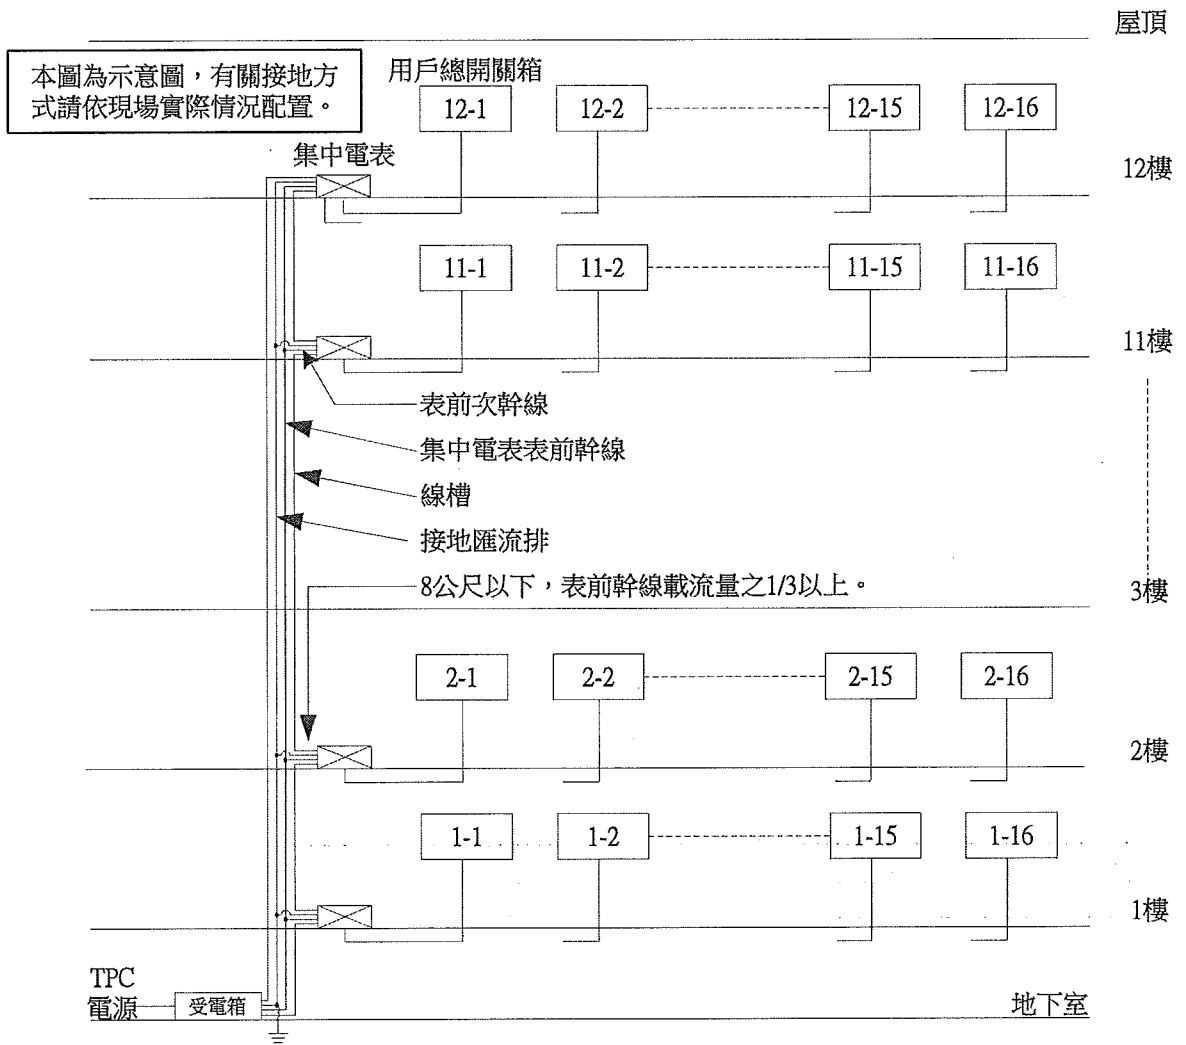 屋頂
本圖為示意圖，有關接地方
式請依現場實際情況配置。
用戶總開關箱
12-1
12-2
12-15
12-16
集中電表
12樓
11-1
11-2
11-15
11-16
11樓
表前次幹線
集中電表表前幹線
線槽
接地匯流排
8公尺以下，表前幹線載流量之1/3以上。
3樓
2-1
2-2
2-15
2-16
2樓
1-1
1-2
1-15
1-16
1樓
TPC
電源
受電箱
地下室